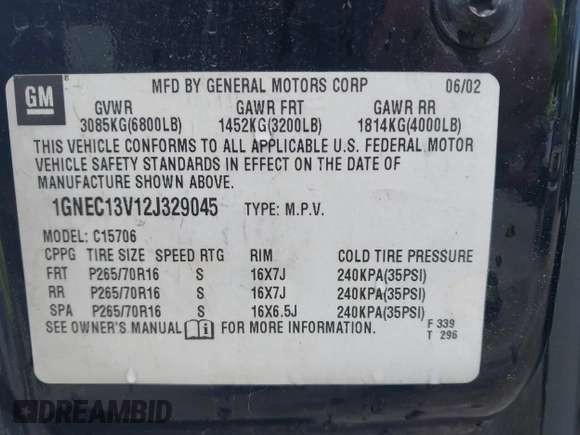 GM
®
MFD BY GENERAL MOTORS CORP 06/02
GVWR GAWR FRT GAWR RR
3085KG(6800LB) 1452KG(3200LB) 1814KG(4000LB)
THIS VEHICLE CONFORMS TO ALL APPLICABLE U.S. FEDERAL MOTOR
VEHICLE SAFETY STANDARDS IN EFFECT ON THE DATE OF
MANUFACTURE SHOWN ABOVE.
1GNEC13V12J329045 TYPE: M.P.V.
MODEL: C15706
CPPG TIRE SIZE SPEED RTG RIM COLD TIRE PRESSURE
FRT P265/70R16 S 16X7J 240KPA(35PSI)
RR P265/70R16 S 16X7J 240KPA(35PSI)
SPA P265/70R16 S 16X6.5J 240KPA(35PSI)
SEE OWNER'S MANUAL i FOR MORE INFORMATION. F 339
T 296
DREAMBID